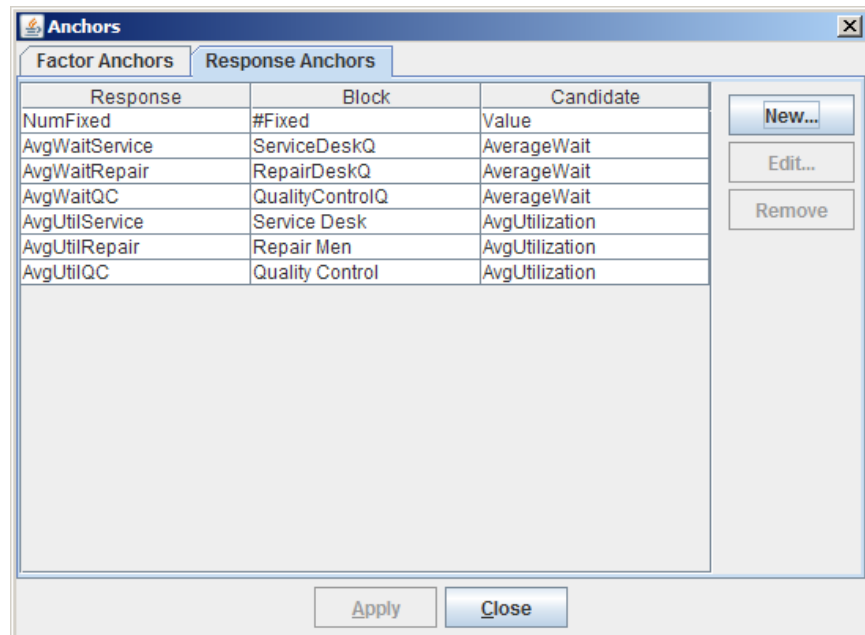 Anchors
Factor Anchors Response Anchors
Response Block Candidate
NumFixed #Fixed Value
AvgWaitService ServiceDeskQ AverageWait
AvgWaitRepair RepairDeskQ AverageWait
AvgWaitQC QualityControlQ AverageWait
AvgUtilService Service Desk AvgUtilization
AvgUtilRepair Repair Men AvgUtilization
AvgUtilQC Quality Control AvgUtilization
New...
Edit...
Remove
Apply Close